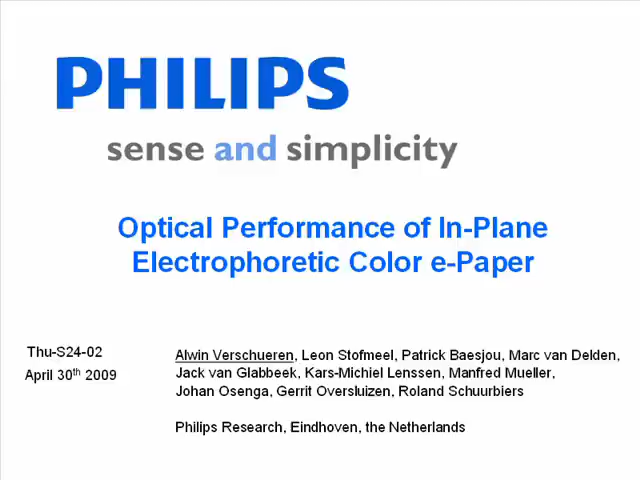 PHILIPS
sense and simplicity
Optical Performance of In-Plane
Electrophoretic Color e-Paper
Thu-S24-02
April 30th 2009
Alwin Verschueren, Leon Stofmeel, Patrick Baesjou, Marc van Delden,
Jack van Glabbeek, Kars-Michiel Lenssen, Manfred Mueller,
Johan Osenga, Gerrit Oversluizen, Roland Schuurbiers
Philips Research, Eindhoven, the Netherlands